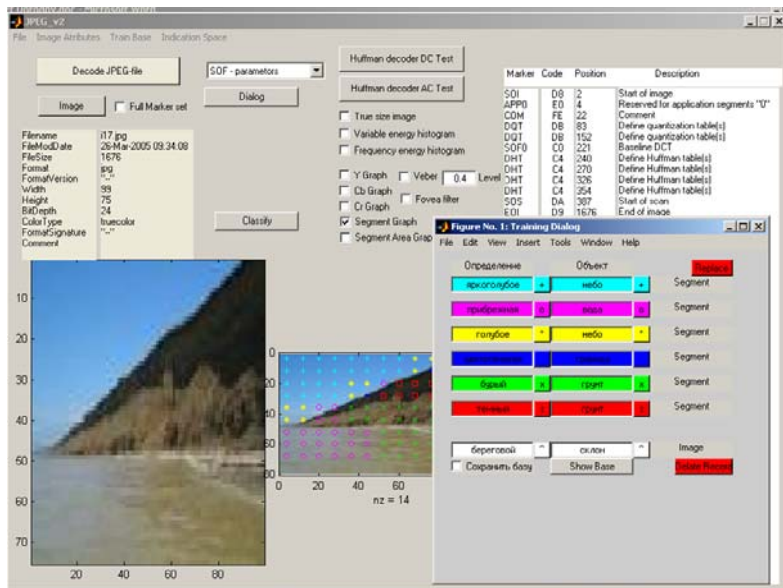 JPEG_v2
File Image Attributes Train Base Indication Space
Decode JPEG-file
SOF - parametors
Huffman decoder DC Test
Huffman decoder AC Test
Image
Full Marker set
Dialog
True size image
Variable energy histogram
Frequency energy histogram
Y Graph
Veber 0.4 Level
Cb Graph
Fovea filter
Cr Graph
Segment Graph
Segment Area Grap
Classify
Filename i17.jpg
FileModDate 26-Mar-2005 09:34:08
FileSize 1676
Format jpg
FormatVersion "--"
Width 99
Height 75
BitDepth 24
ColorType truecolor
FormatSignature "--"
Comment
Marker Code Position Description
SOI D8 2 Start of image
APP0 E0 4 Reserved for application segments "0"
COM FE 22 Comment
DQT DB 83 Define quantization table(s)
DQT DB 152 Define quantization table(s)
SOF0 C0 221 Baseline DCT
DHT C4 240 Define Huffman table(s)
DHT C4 270 Define Huffman table(s)
DHT C4 326 Define Huffman table(s)
DHT C4 354 Define Huffman table(s)
SOS DA 387 Start of scan
EOI D9 1676 End of image
10
20
30
40
50
60
70
20 40 60 80
0
20
40
60
80
0 20 40 60
nz = 14
Figure No. 1: Training Dialog
File Edit View Insert Tools Window Help
Определение Объект Replace
яркоголубое + небо + Segment
прибрежная o вода o Segment
голубое * небо * Segment
Segment
бурый x грунт x Segment
темный : грунт : Segment
береговой ^ склон ^ Image
Сохранить базу Show Base Delete Record